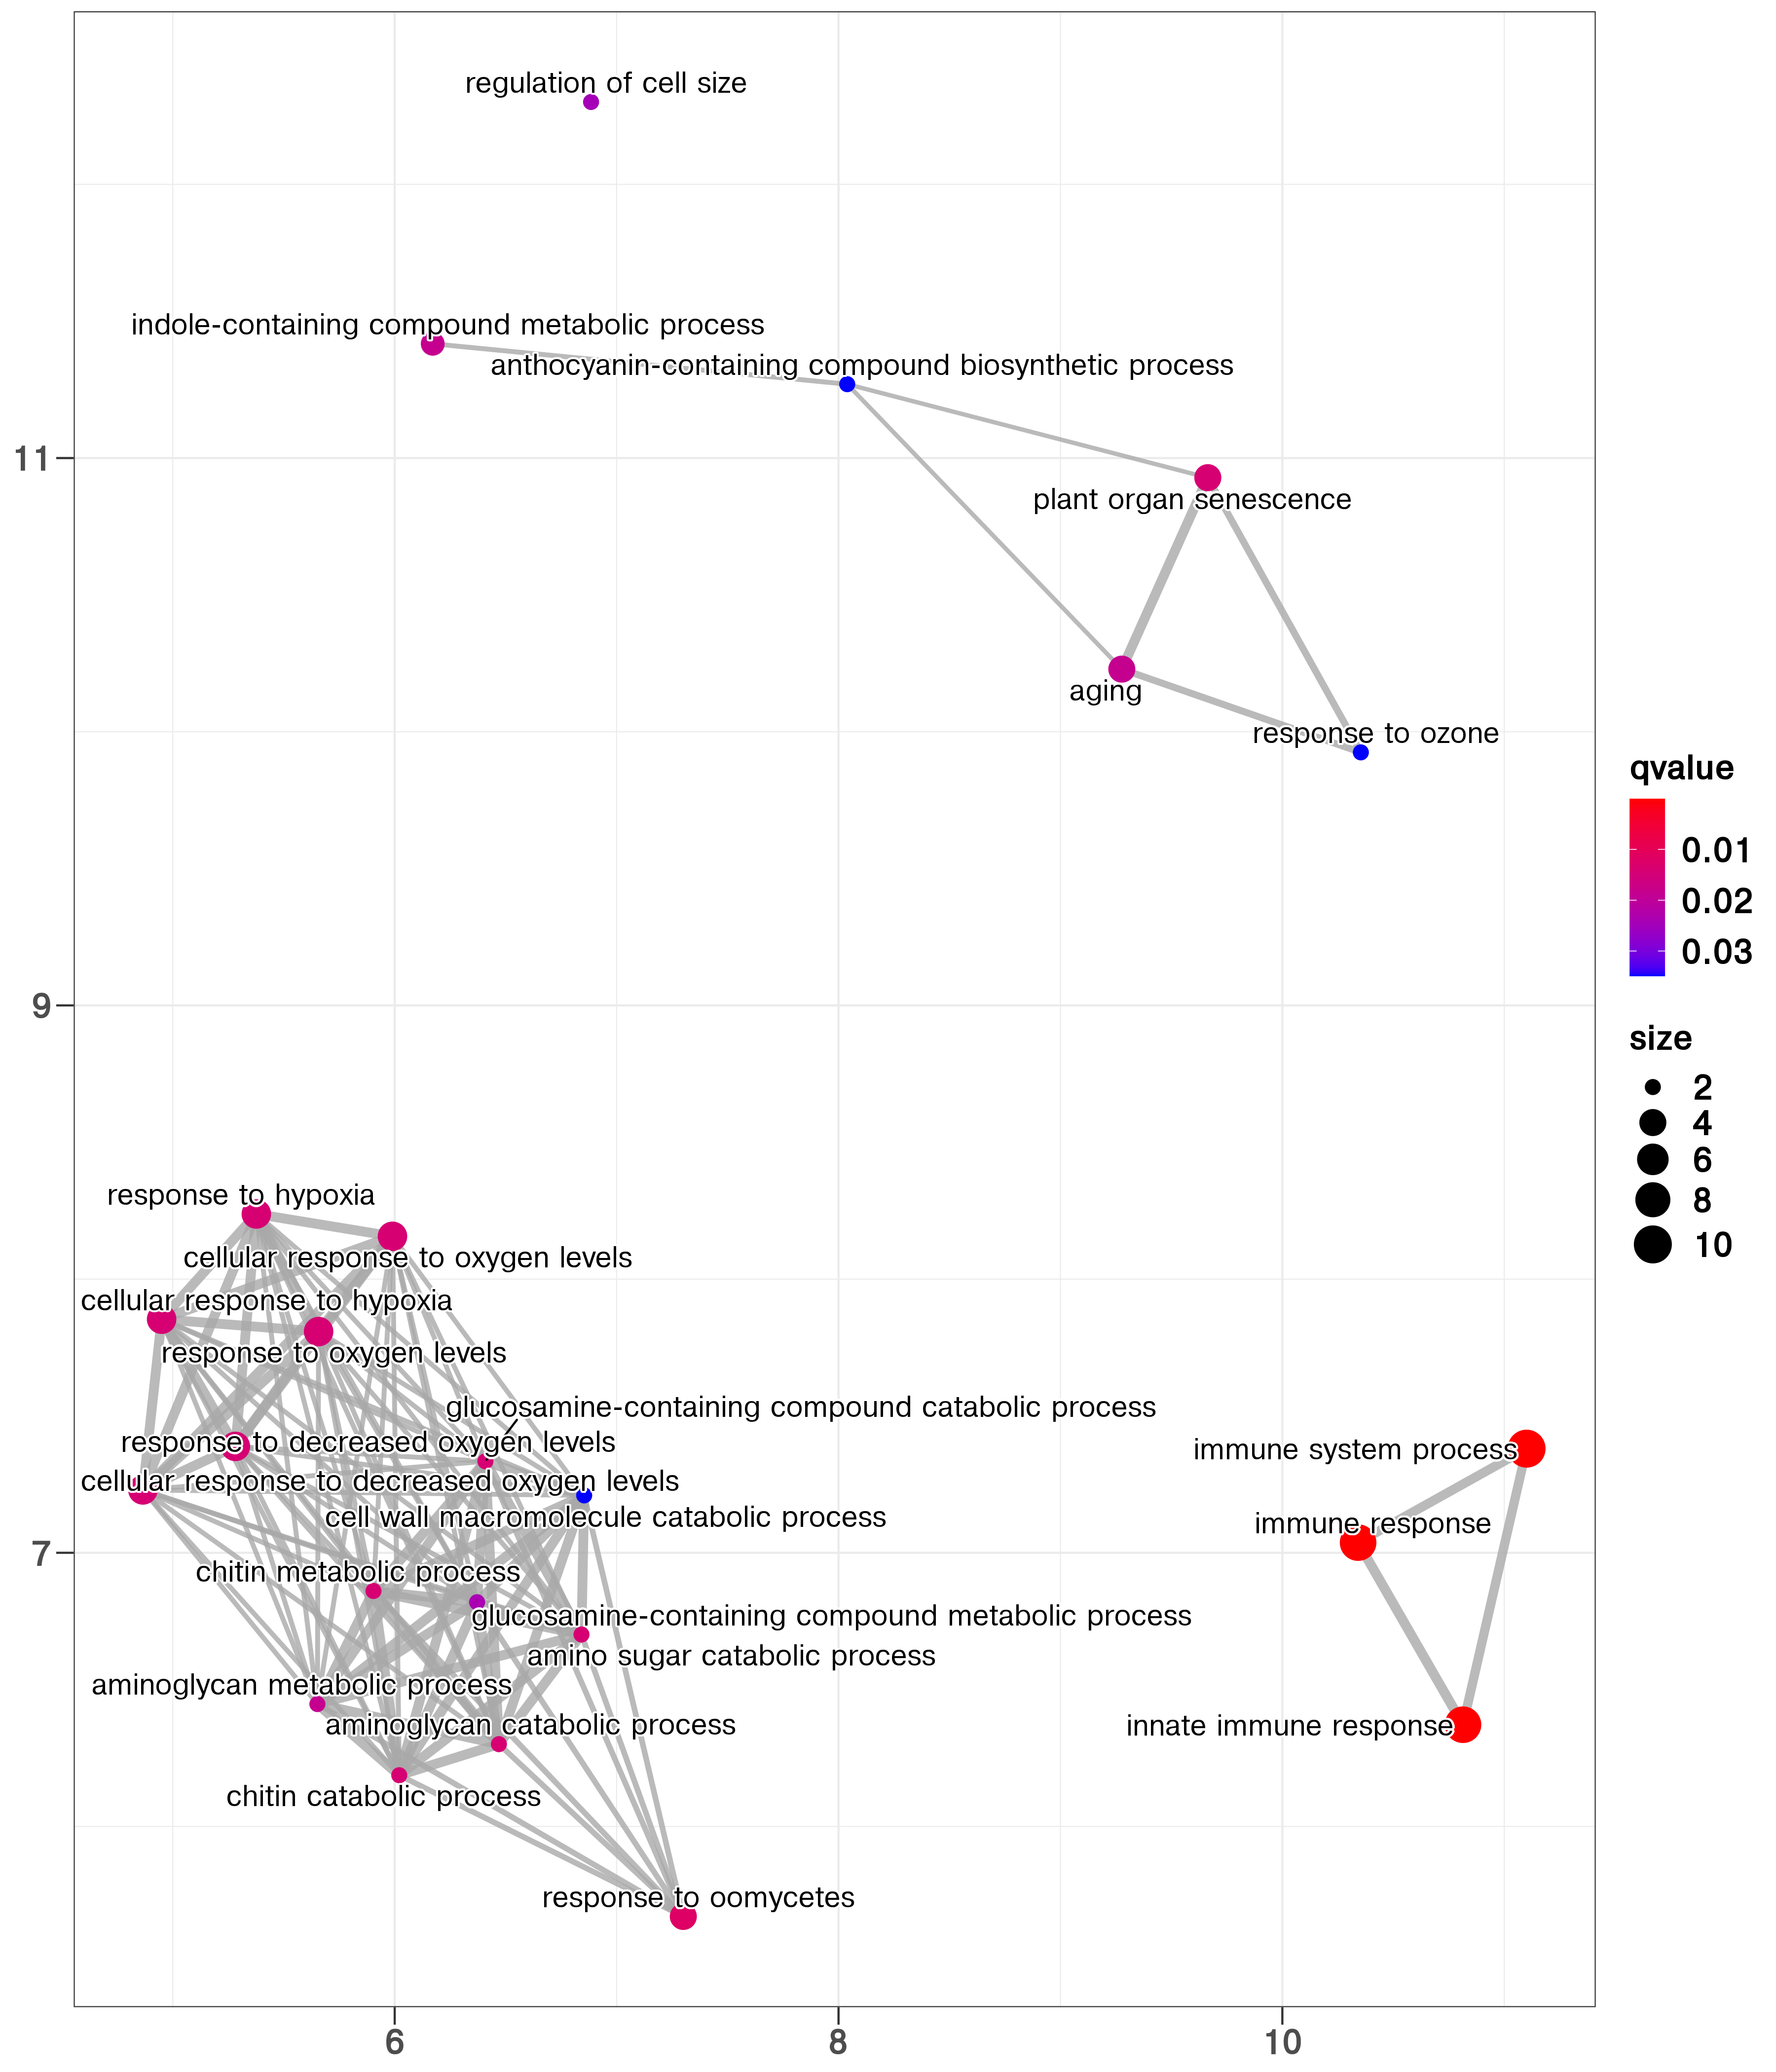 regulation of cell size
indole-containing compound metabolic process
anthocyanin-containing compound biosynthetic process
11
plant organ senescence
aging
response to ozone
qvalue
0.01
0.02
0.03
9
size
2
4
6
8
10
response to hypoxia
cellular response to oxygen levels
cellular response to hypoxia
response to oxygen levels
glucosamine-containing compound catabolic process
response to decreased oxygen levels
immune system process
cellular response to decreased oxygen levels
cell wall macromolecule catabolic process
immune response
7
chitin metabolic process
glucosamine-containing compound metabolic process
amino sugar catabolic process
aminoglycan metabolic process
aminoglycan catabolic process
innate immune response
chitin catabolic process
response to oomycetes
6
8
10